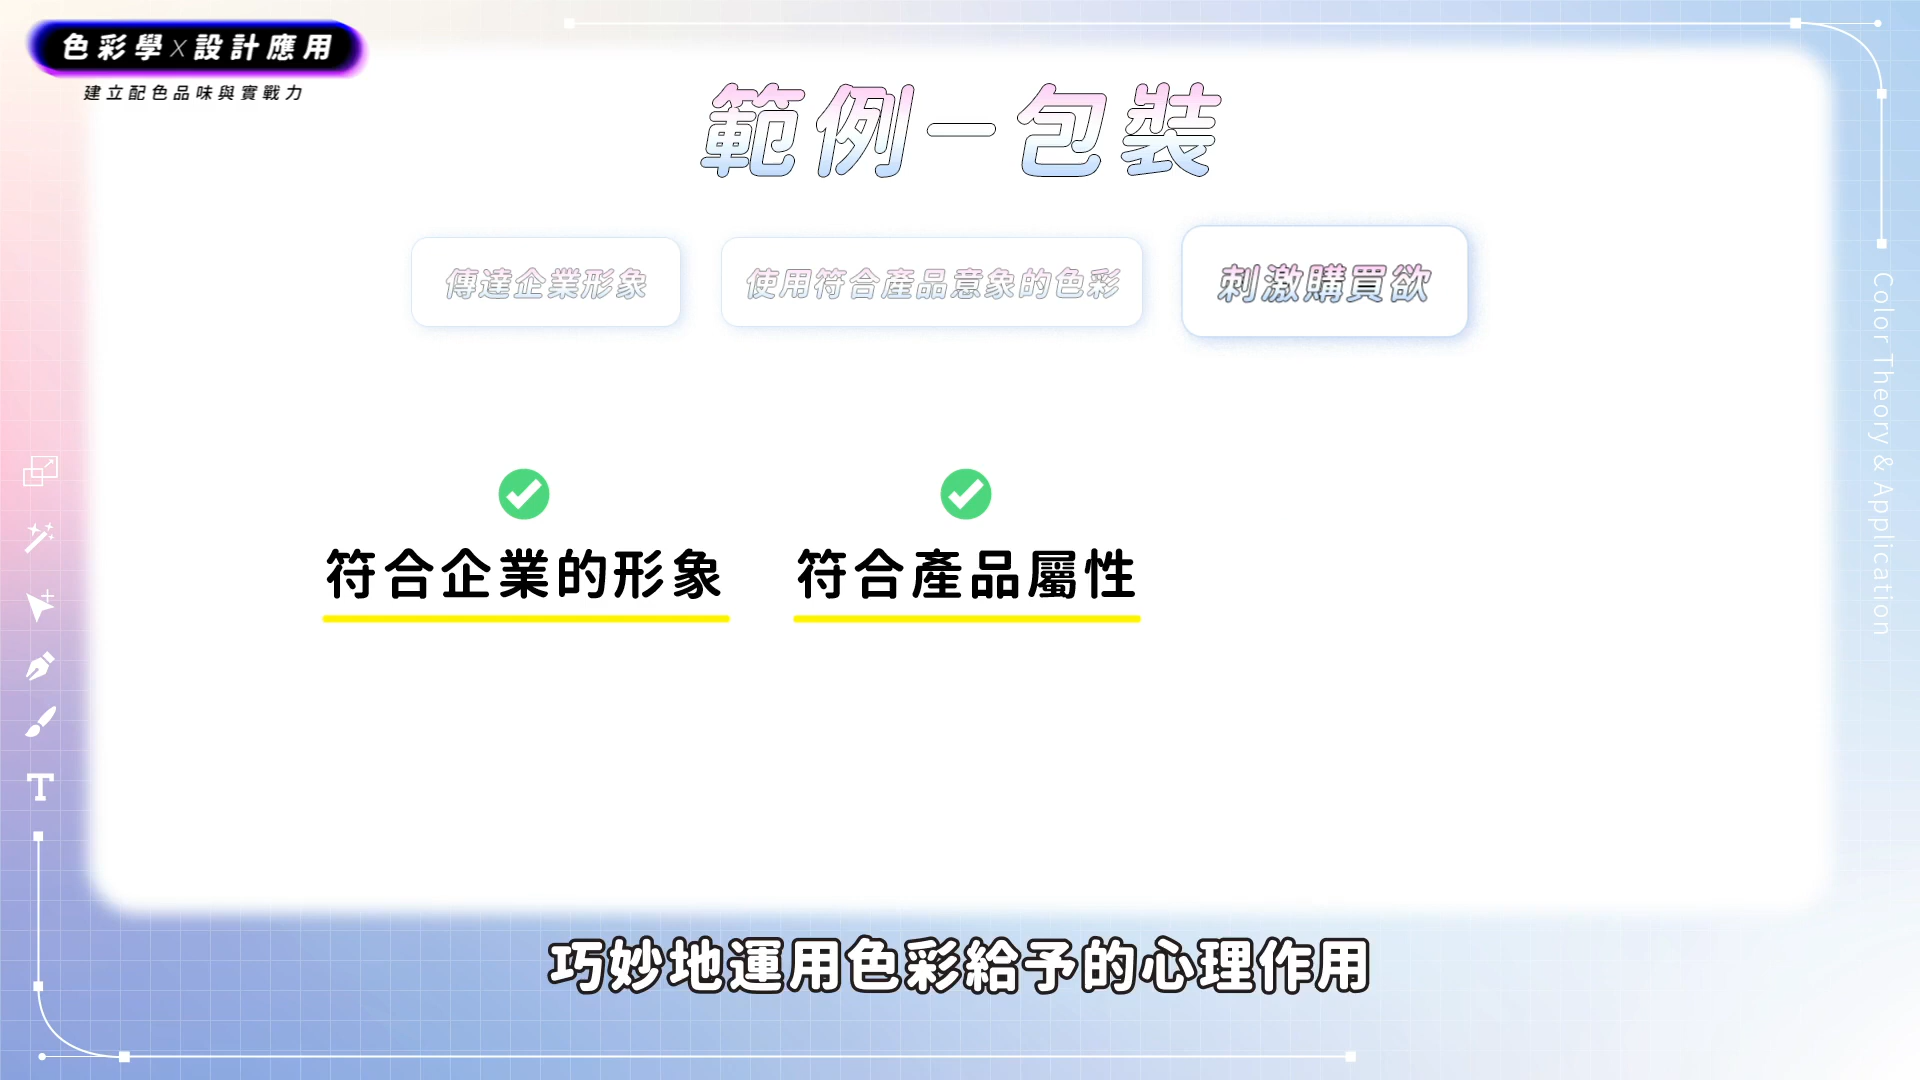 色彩學×設計應用
建立配色品味與實戰力
範例－包裝
傳達企業形象
使用符合產品意象的色彩
刺激購買欲
符合企業的形象
符合產品屬性
Color Theory & Application
T
巧妙地運用色彩給予的心理作用